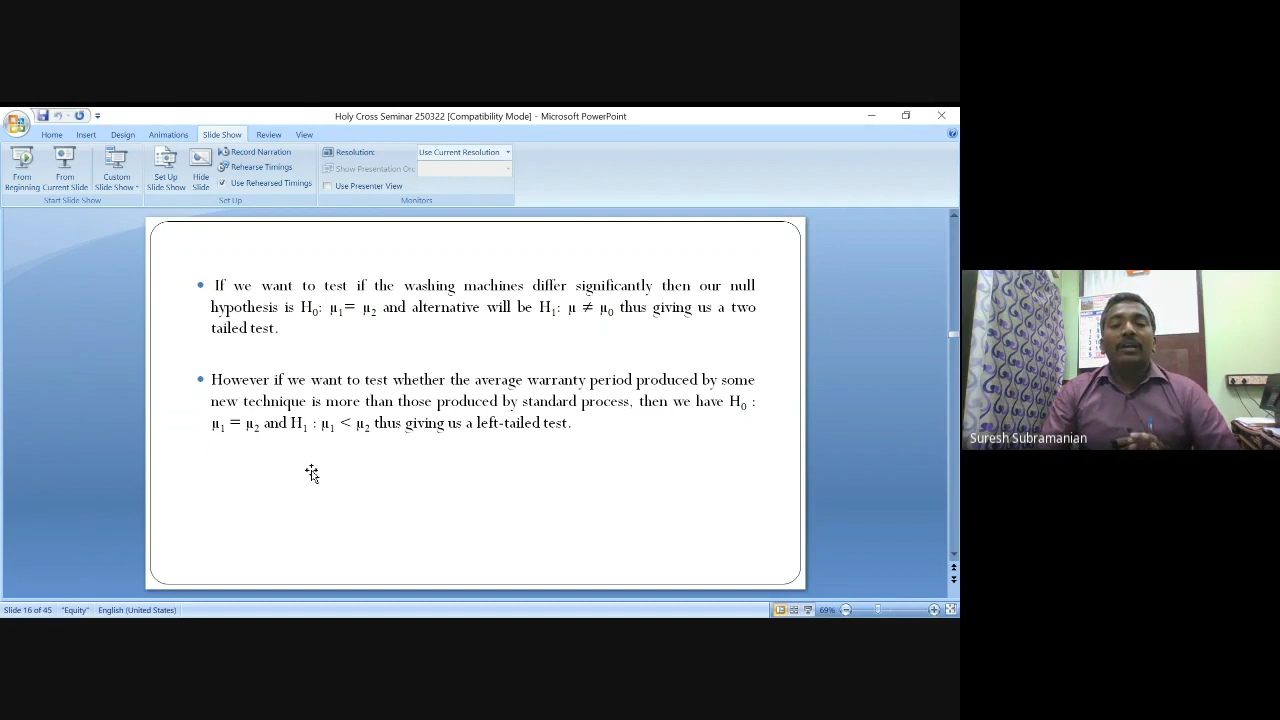 Holy Cross Seminar 250322 [Compatibility Mode] - Microsoft PowerPoint
Home Insert Design Animations Slide Show Review View
From Beginning
From Current Slide
Custom Slide Show
Start Slide Show
Set Up Slide Show
Hide Slide
Record Narration
Rehearse Timings
Use Rehearsed Timings
Set Up
Resolution: Use Current Resolution
Show Presentation On:
Use Presenter View
Monitors
• If we want to test if the washing machines differ significantly then our null
hypothesis is H₀: µ₁= µ₂ and alternative will be H₁: µ ≠ µ₀ thus giving us a two
tailed test.
• However if we want to test whether the average warranty period produced by some
new technique is more than those produced by standard process, then we have H₀ :
µ₁ = µ₂ and H₁ : µ₁ < µ₂ thus giving us a left-tailed test.
Suresh Subramanian
Slide 16 of 45 "Equity" English (United States) 69%